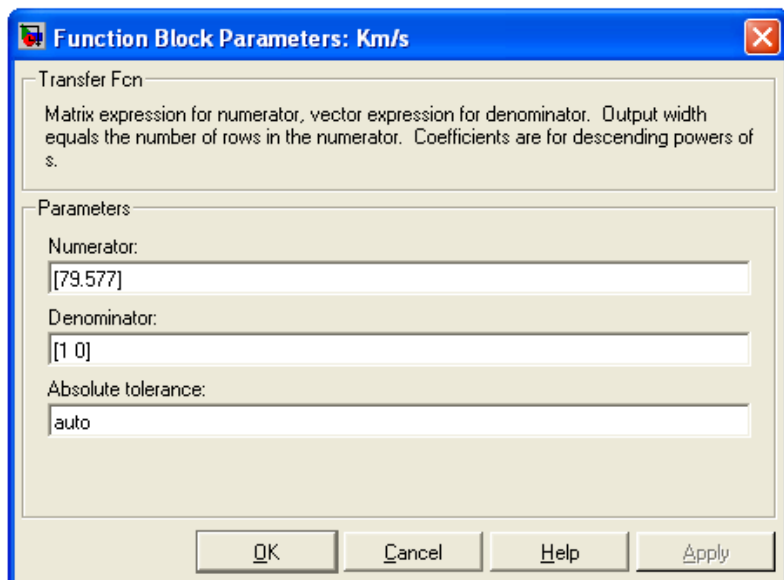 Function Block Parameters: Km/s
Transfer Fcn
Matrix expression for numerator, vector expression for denominator.  Output width
equals the number of rows in the numerator.  Coefficients are for descending powers of
s.
Parameters
Numerator:
[79.577]
Denominator:
[1 0]
Absolute tolerance:
auto
OK Cancel Help Apply